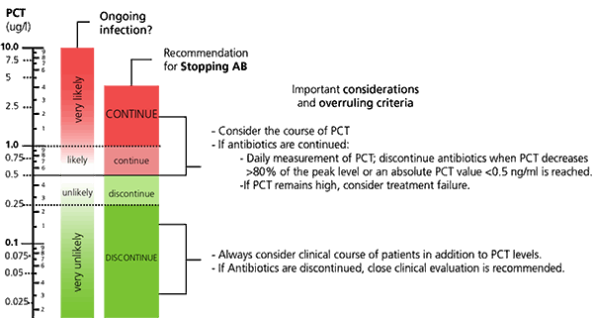 PCT
(ug/l)
Ongoing
infection?
Recommendation
for Stopping AB
Important considerations
and overruling criteria
10.0
7.5
5
2.5
1.0
0.75
0.5
0.25
0.1
0.075
0.05
0.025
very likely
likely
unlikely
very unlikely
CONTINUE
continue
discontinue
DISCONTINUE
- Consider the course of PCT
- If antibiotics are continued:
- Daily measurement of PCT; discontinue antibiotics when PCT decreases
>80% of the peak level or an absolute PCT value <0.5 ng/ml is reached.
-If PCT remains high, consider treatment failure.
- Always consider clinical course of patients in addition to PCT levels.
- If Antibiotics are discontinued, close clinical evaluation is recommended.